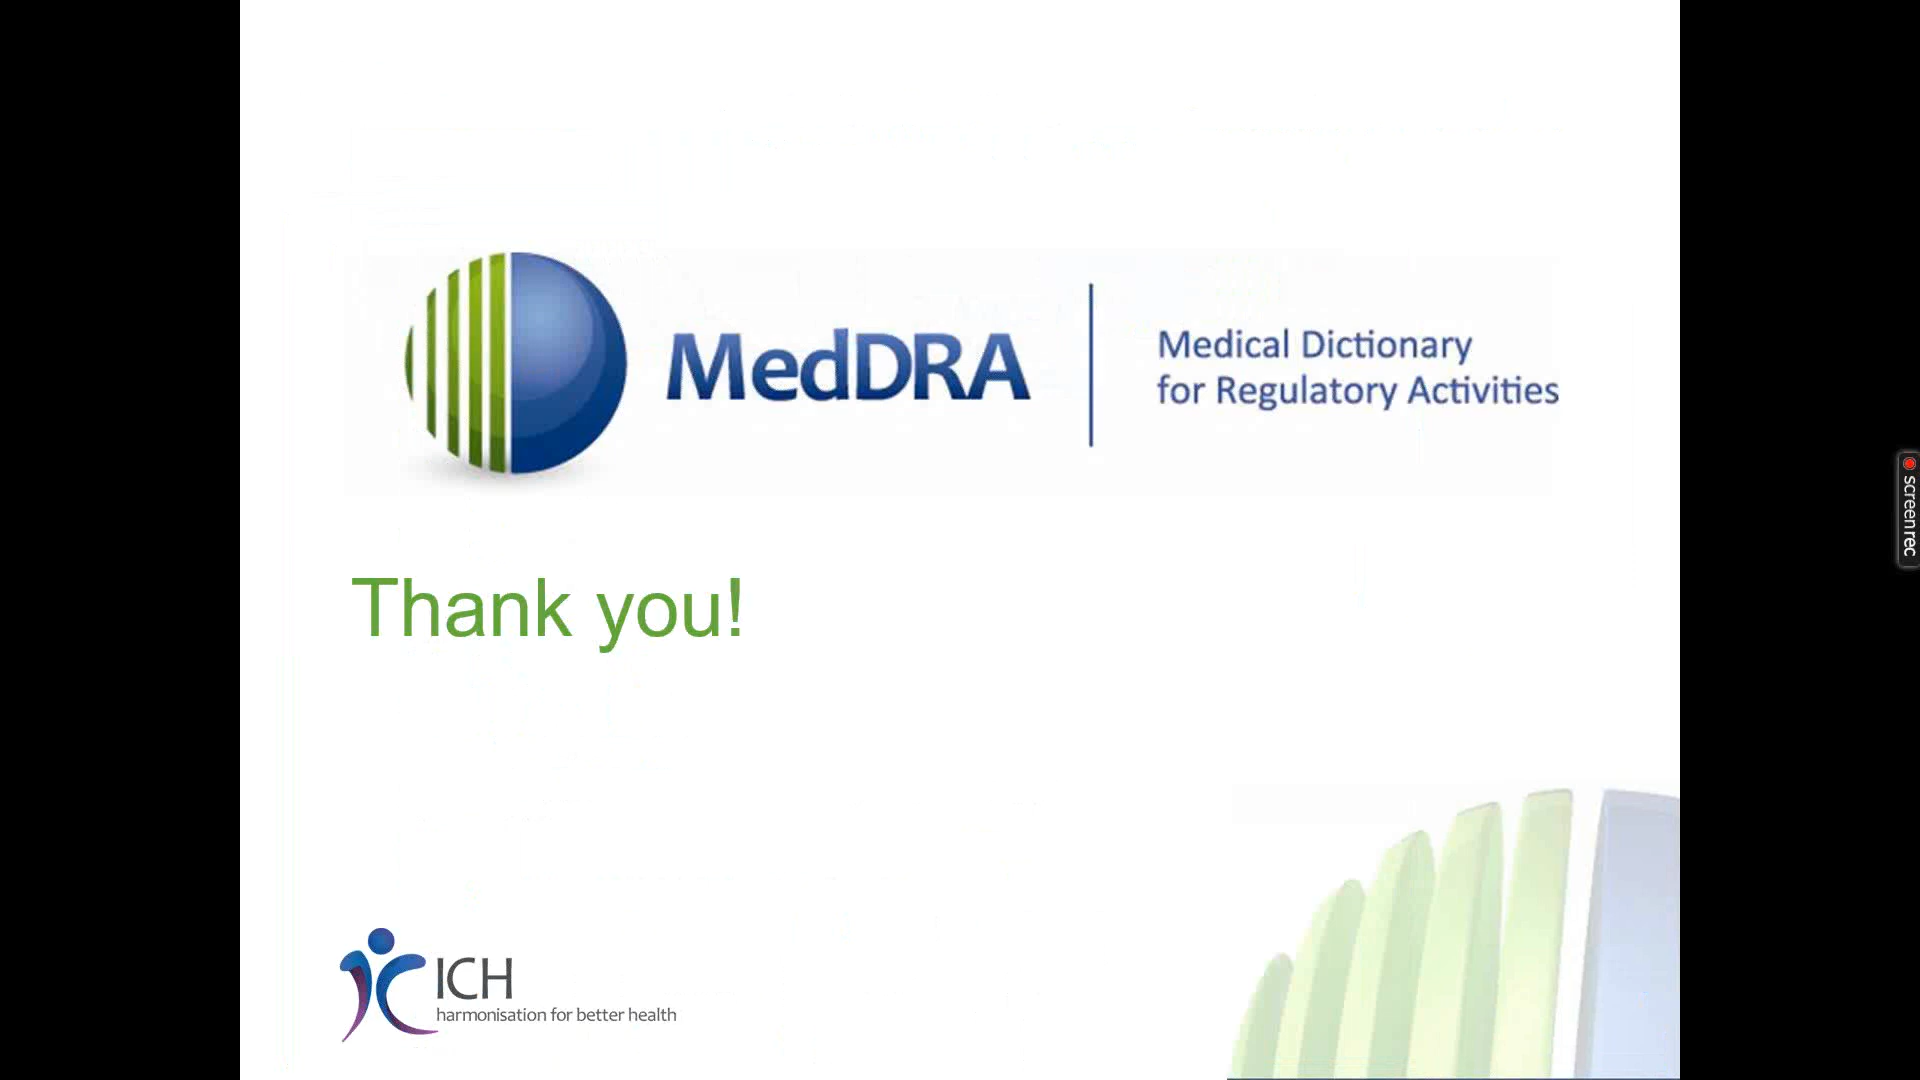 MedDRA
Medical Dictionary
for Regulatory Activities
Thank you!
ICH
harmonisation for better health
screenrec